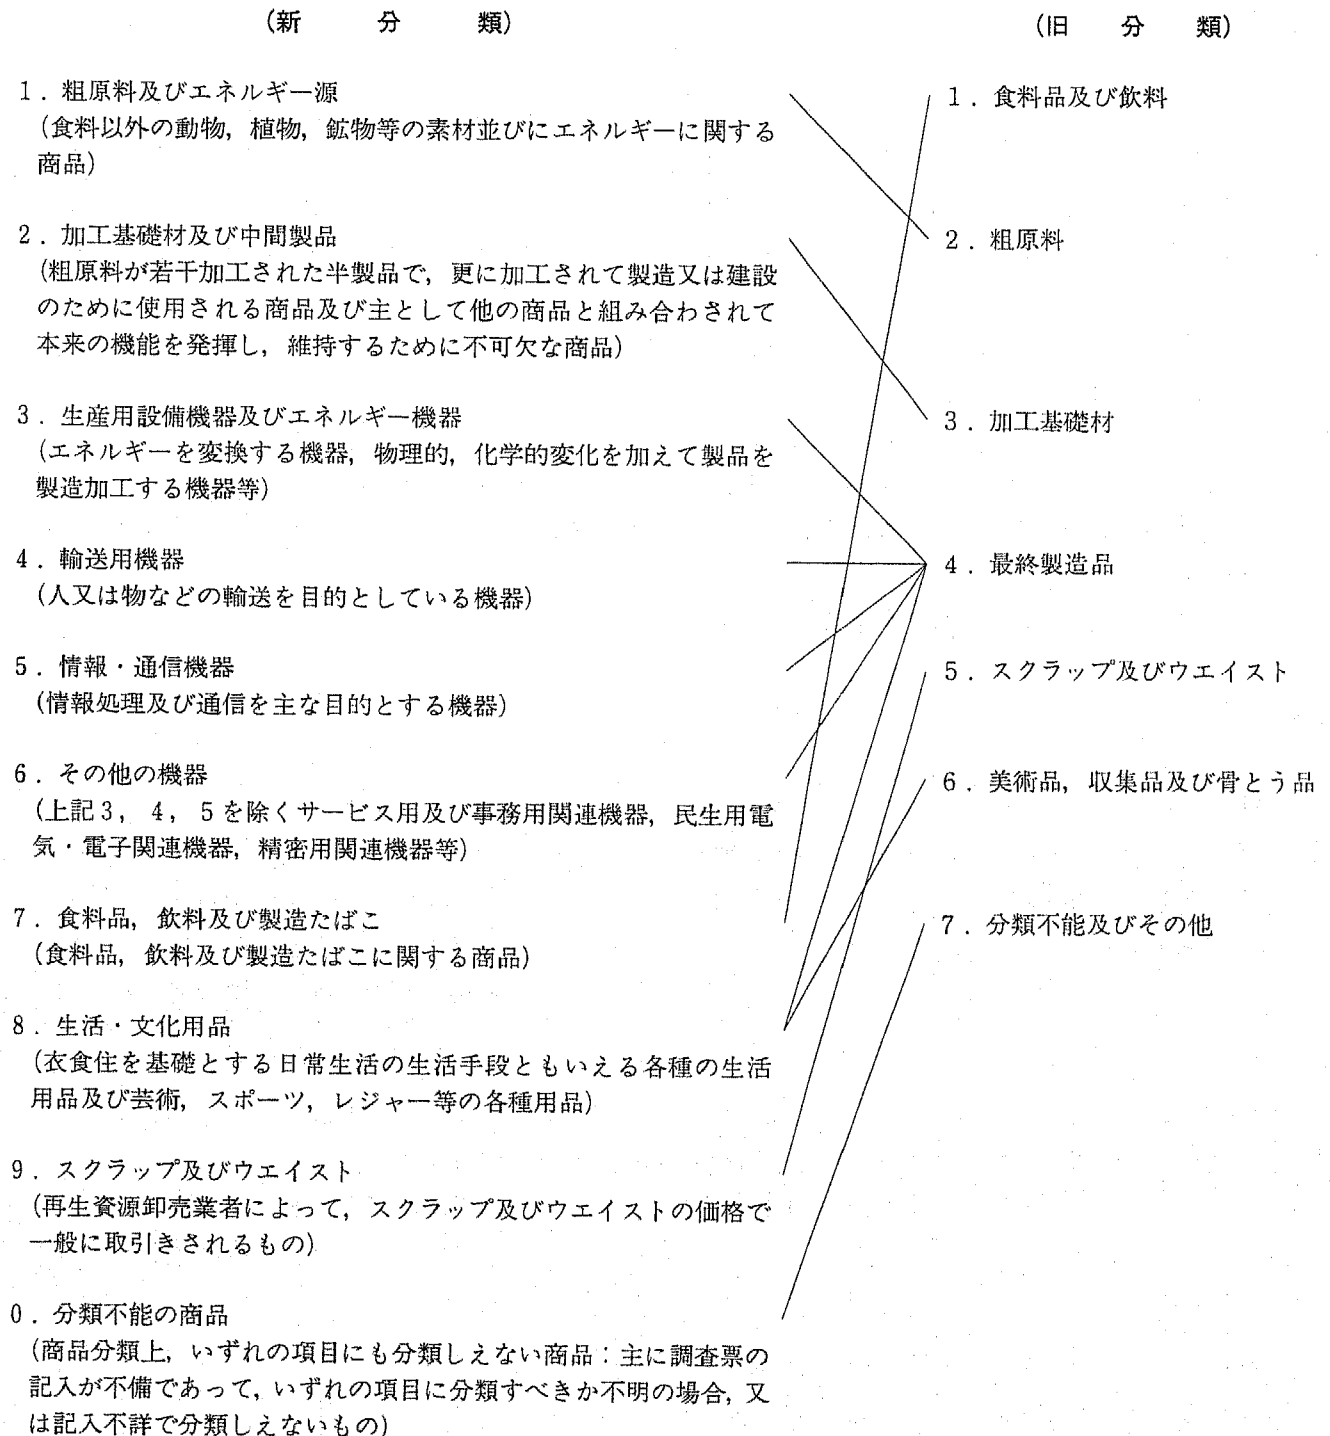 (新　分　類)
1．粗原料及びエネルギー源
(食料以外の動物，植物，鉱物等の素材並びにエネルギーに関する
商品)
2．加工基礎材及び中間製品
(粗原料が若干加工された半製品で，更に加工されて製造又は建設
のために使用される商品及び主として他の商品と組み合わされて
本来の機能を発揮し，維持するために不可欠な商品)
3．生産用設備機器及びエネルギー機器
(エネルギーを変換する機器，物理的，化学的変化を加えて製品を
製造加工する機器等)
4．輸送用機器
(人又は物などの輸送を目的としている機器)
5．情報・通信機器
(情報処理及び通信を主な目的とする機器)
6．その他の機器
(上記3，4，5を除くサービス用及び事務用関連機器，民生用電
気・電子関連機器，精密用関連機器等)
7．食料品，飲料及び製造たばこ
(食料品，飲料及び製造たばこに関する商品)
8．生活・文化用品
(衣食住を基礎とする日常生活の生活手段ともいえる各種の生活
用品及び芸術，スポーツ，レジャー等の各種用品)
9．スクラップ及びウエイスト
(再生資源卸売業者によって，スクラップ及びウエイストの価格で
一般に取引きされるもの)
0．分類不能の商品
(商品分類上，いずれの項目にも分類しえない商品：主に調査票の
記入が不備であって，いずれの項目に分類すべきか不明の場合，又
は記入不詳で分類しえないもの)
(旧　分　類)
1．食料品及び飲料
2．粗原料
3．加工基礎材
4．最終製造品
5．スクラップ及びウエイスト
6．美術品，収集品及び骨とう品
7．分類不能及びその他